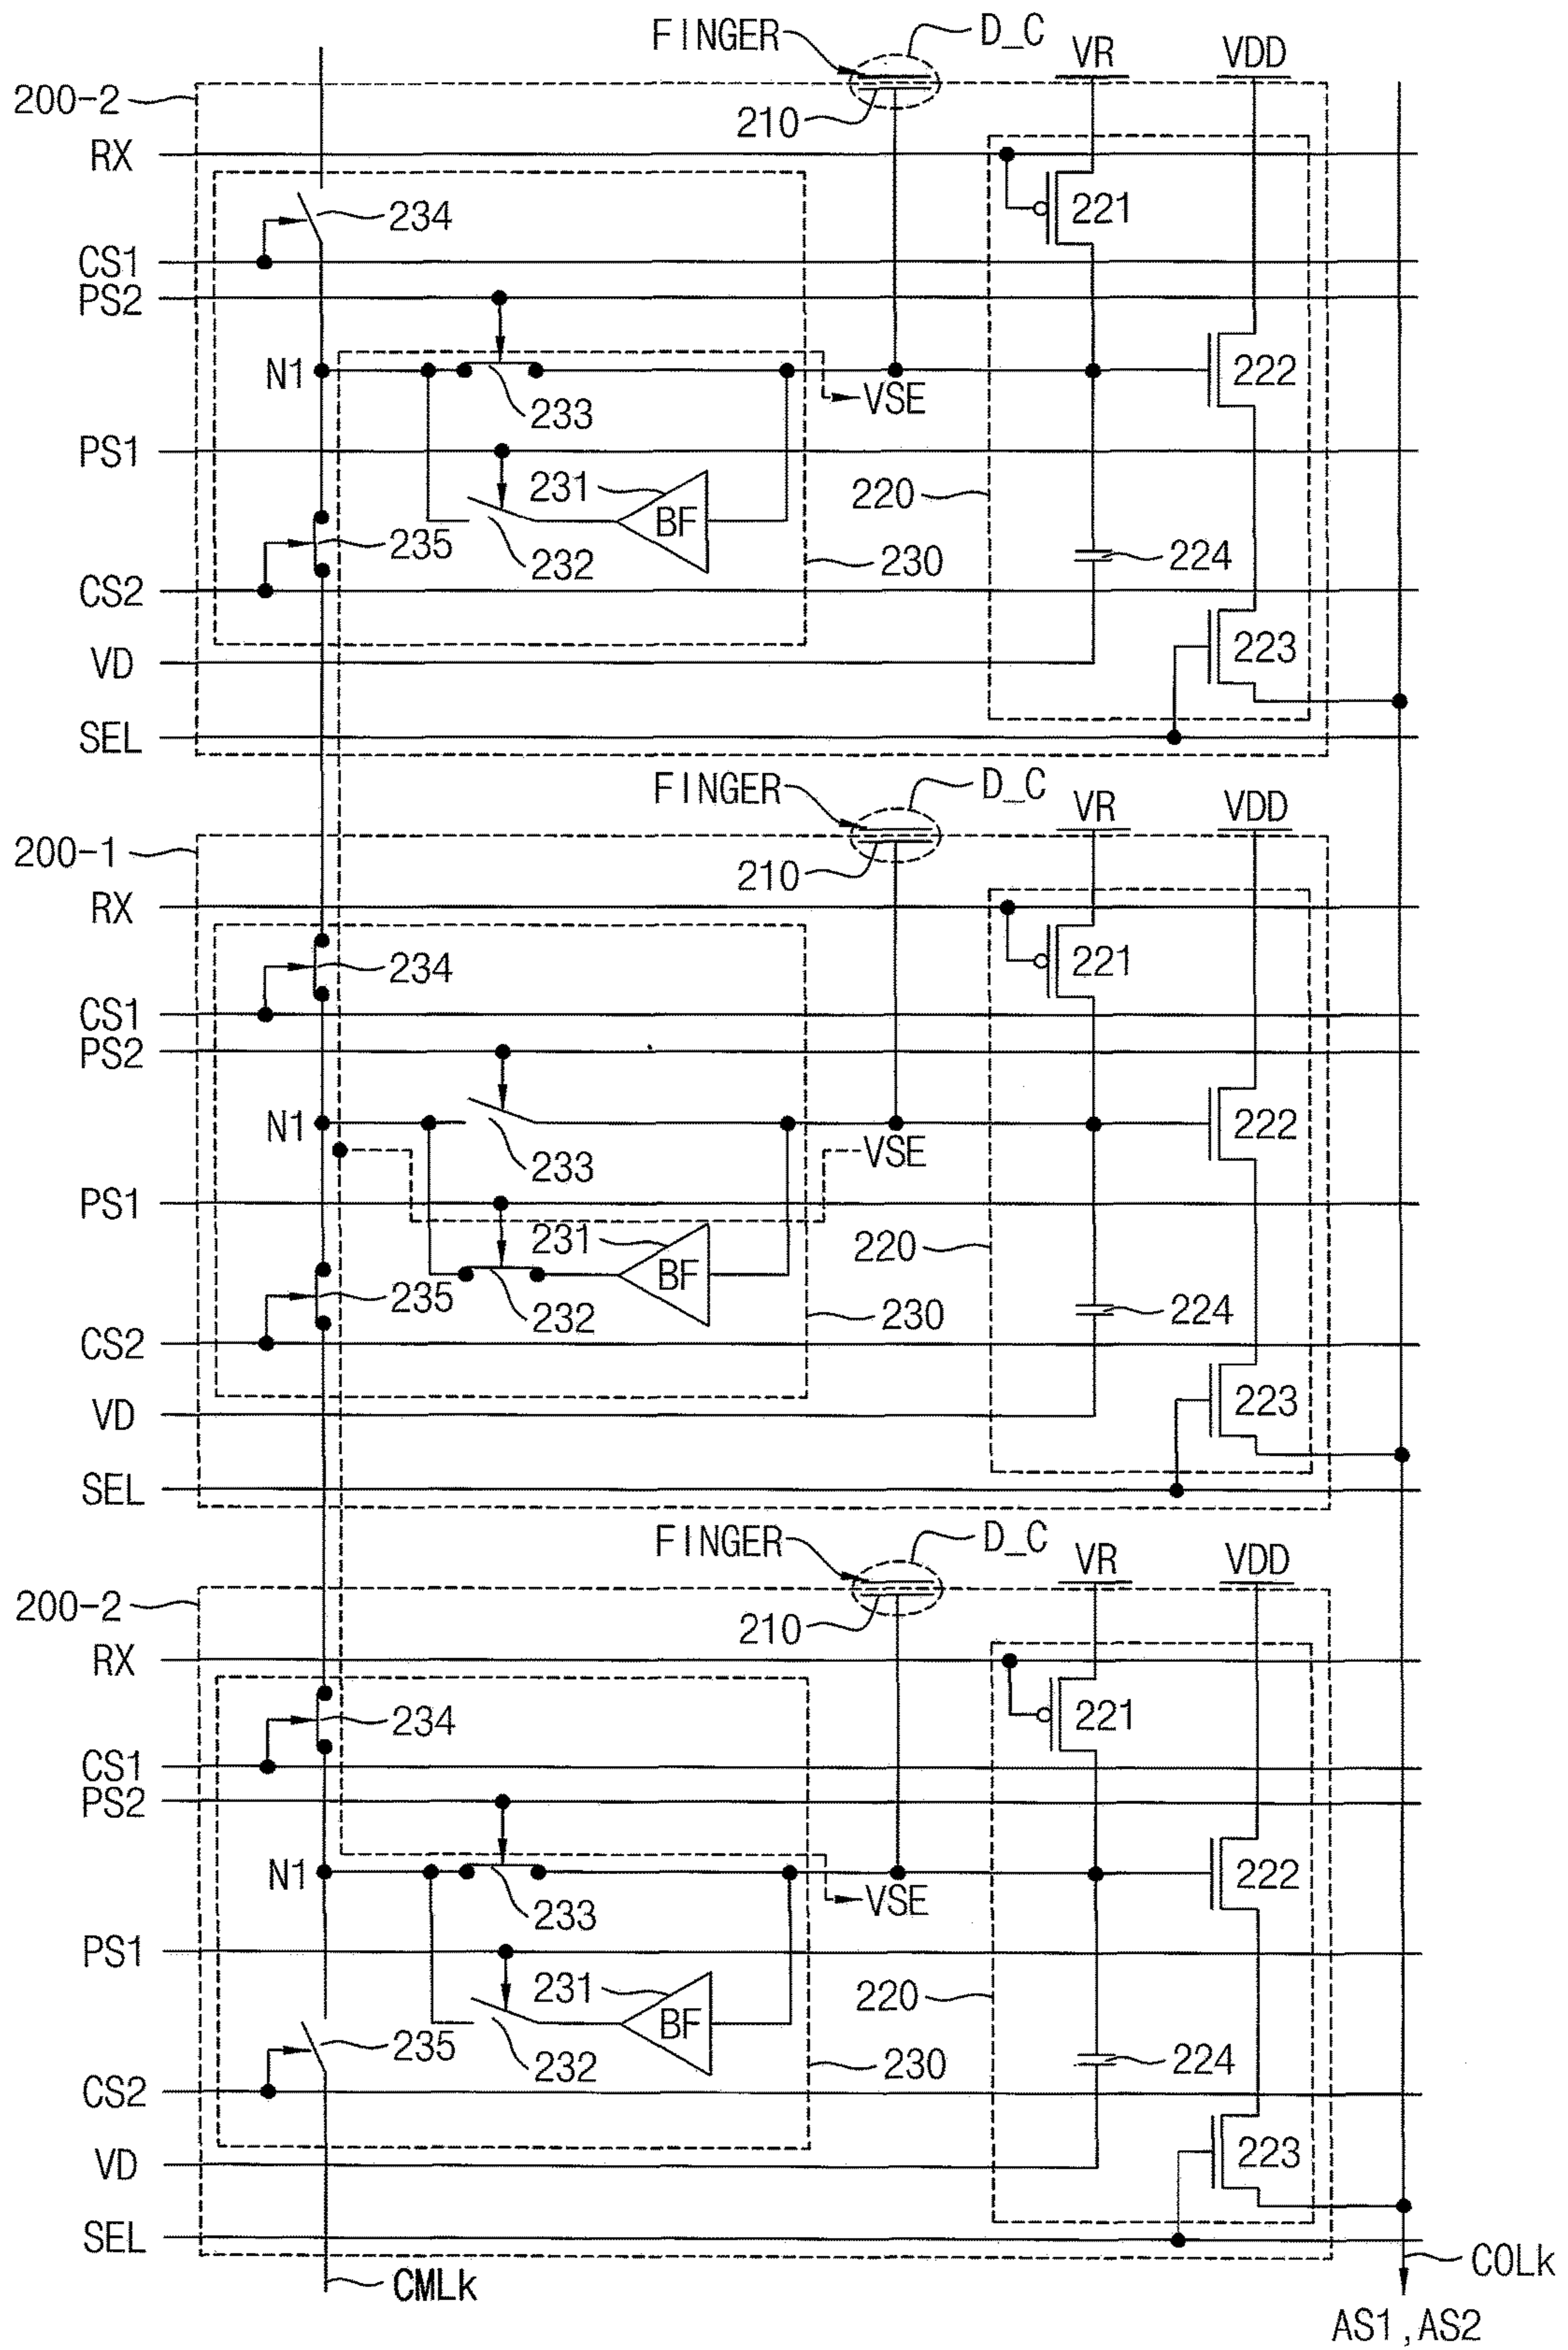 FINGER D_C VR VDD
200-2
210
RX
234 221
CS1
PS2
N1 222
233 VSE
PS1
231 220
BF
235 232 230 224
CS2
223
VD
SEL
FINGER D_C VR VDD
200-1
210
RX
234 221
CS1
PS2
N1 222
233 VSE
PS1
231 220
BF
235 232 230 224
CS2
223
VD
SEL
FINGER D_C VR VDD
200-2
210
RX
234 221
CS1
PS2
N1 222
233 VSE
PS1
231 220
BF
235 232 230 224
CS2
223
VD
SEL
CMLk COLk
AS1,AS2